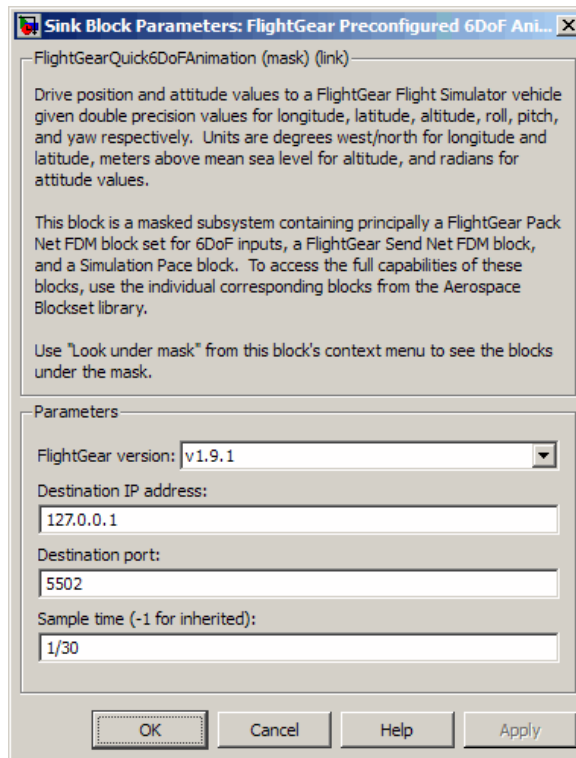 Sink Block Parameters: FlightGear Preconfigured 6DoF Ani...
FlightGearQuick6DoFAnimation (mask) (link)
Drive position and attitude values to a FlightGear Flight Simulator vehicle
given double precision values for longitude, latitude, altitude, roll, pitch,
and yaw respectively.  Units are degrees west/north for longitude and
latitude, meters above mean sea level for altitude, and radians for
attitude values.
This block is a masked subsystem containing principally a FlightGear Pack
Net FDM block set for 6DoF inputs, a FlightGear Send Net FDM block,
and a Simulation Pace block.  To access the full capabilities of these
blocks, use the individual corresponding blocks from the Aerospace
Blockset library.
Use "Look under mask" from this block's context menu to see the blocks
under the mask.
Parameters
FlightGear version: v1.9.1
Destination IP address:
127.0.0.1
Destination port:
5502
Sample time (-1 for inherited):
1/30
OK Cancel Help Apply